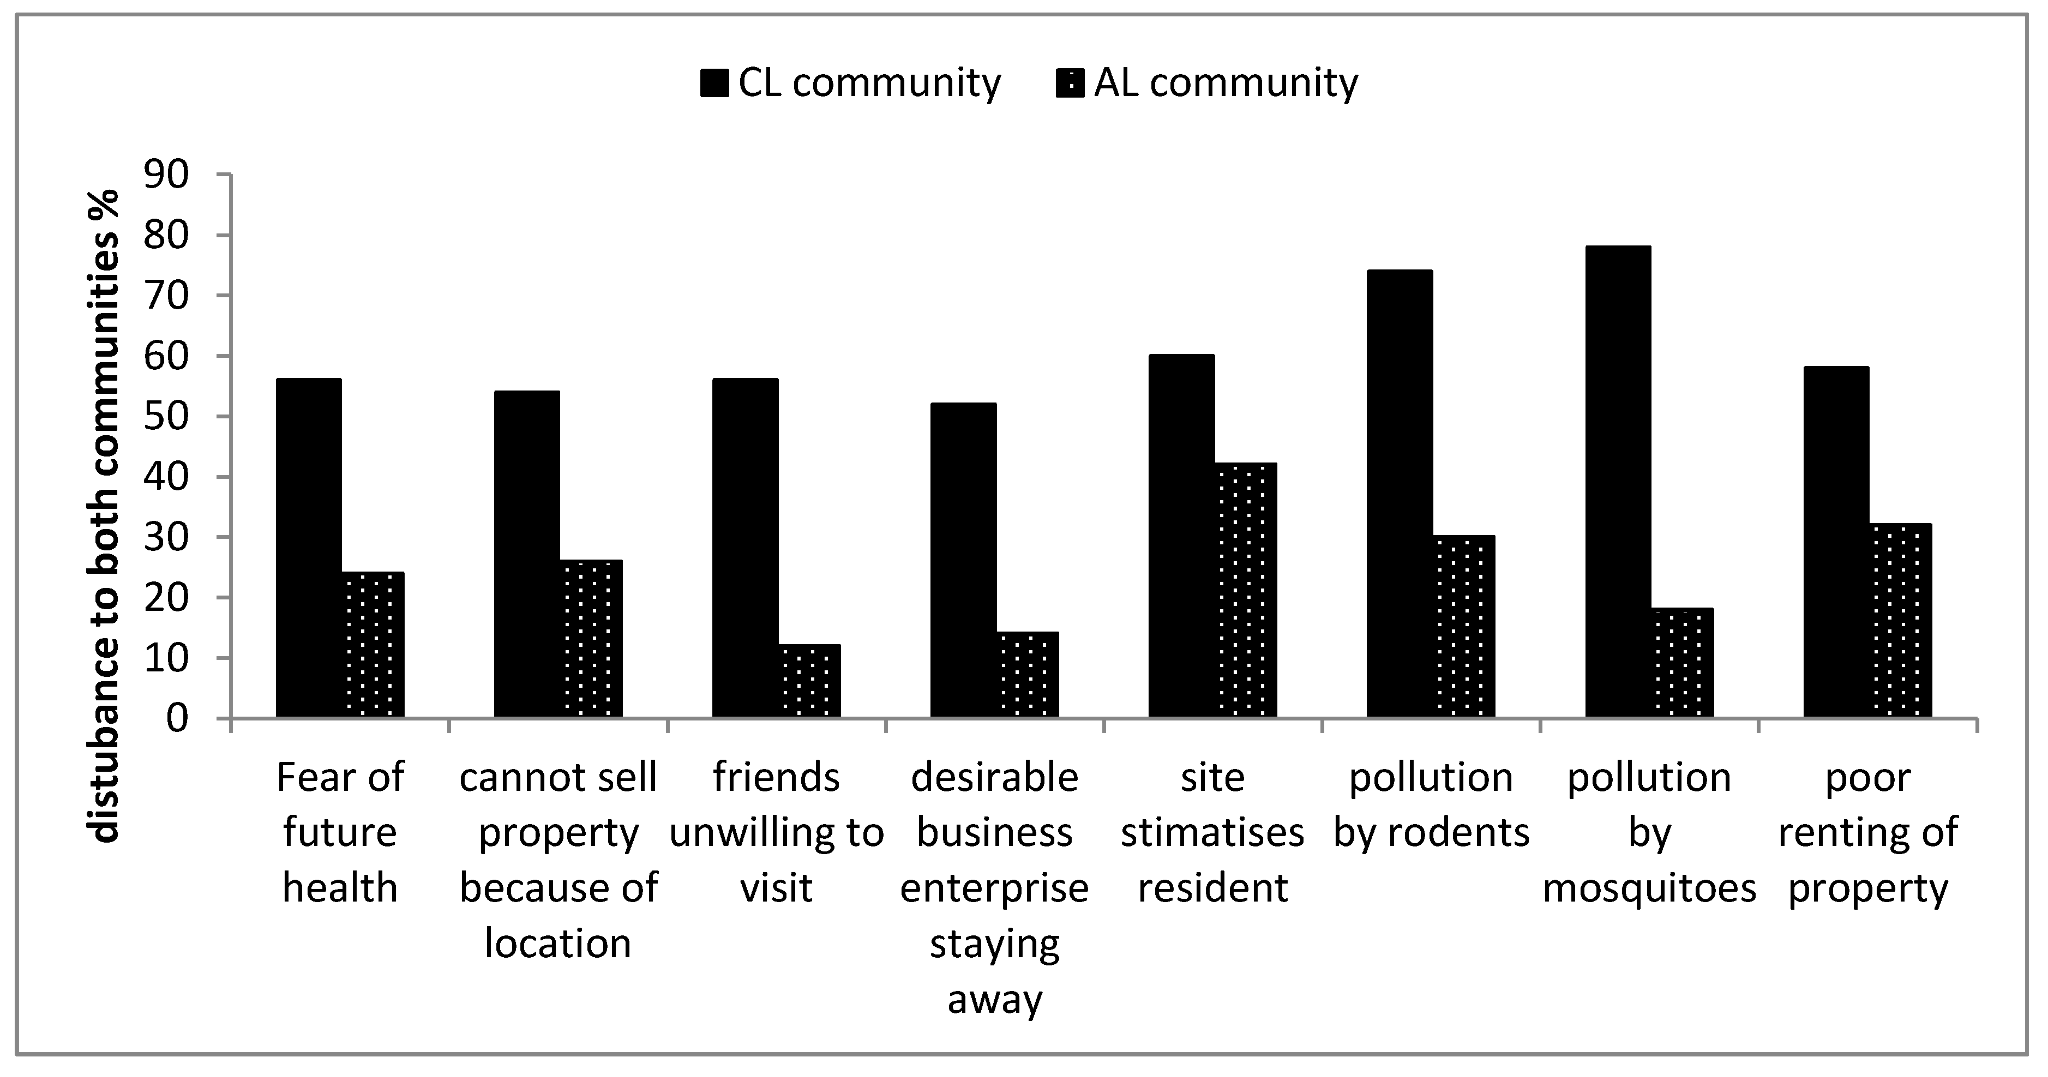 CL community AL community
distubance to both communities %
90
80
70
60
50
40
30
20
10
0
Fear of
future
health
cannot sell
property
because of
location
friends
unwilling to
visit
desirable
business
enterprise
staying
away
site
stimatises
resident
pollution
by rodents
pollution
by
mosquitoes
poor
renting of
property